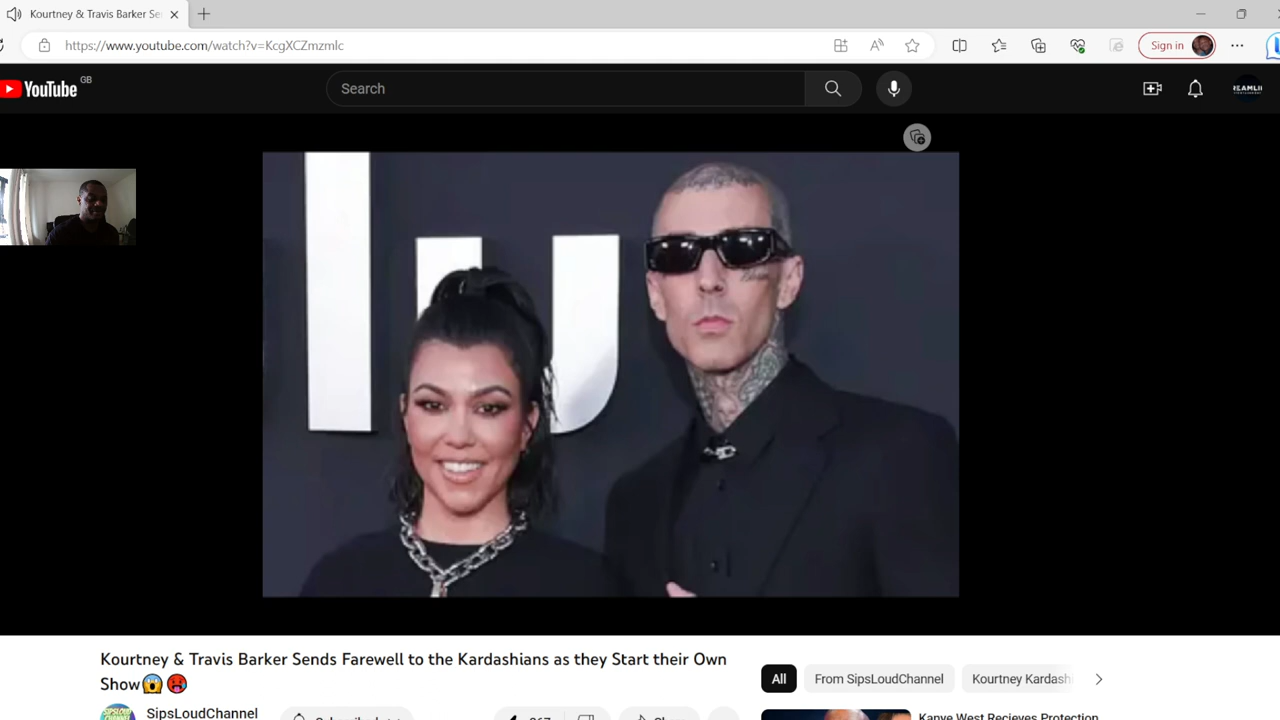 Kourtney & Travis Barker Se
https://www.youtube.com/watch?v=KcgXCZmzmlc
Sign in
YouTube GB
Search
lu
Kourtney & Travis Barker Sends Farewell to the Kardashians as they Start their Own
Show😱🥵
All
From SipsLoudChannel
Kourtney Kardashi
SipsLoudChannel
Kanye West Recieves Protection